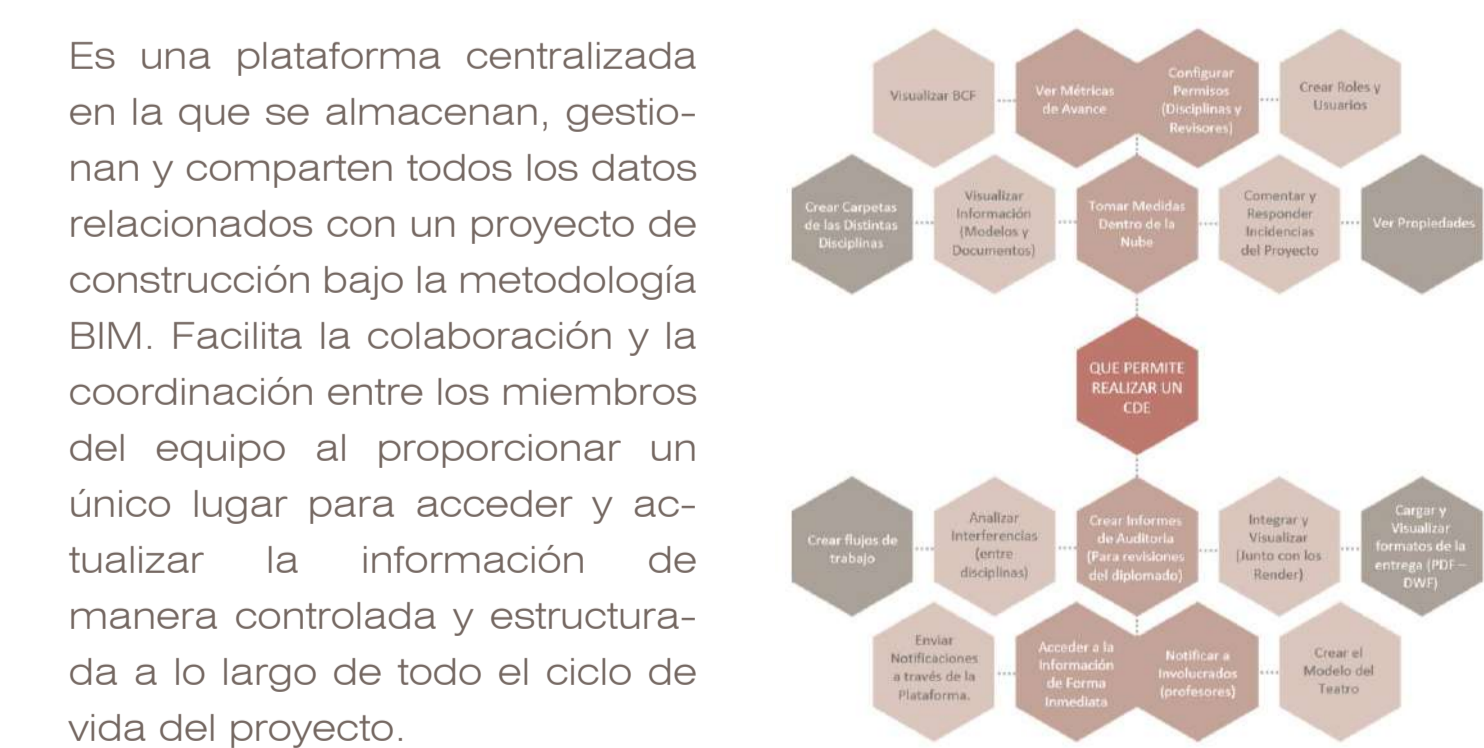 Es una plataforma centralizada
en la que se almacenan, gestio-
nan y comparten todos los datos
relacionados con un proyecto de
construcción bajo la metodología
BIM. Facilita la colaboración y la
coordinación entre los miembros
del equipo al proporcionar un
único lugar para acceder y ac-
tualizar la información de
manera controlada y estructura-
da a lo largo de todo el ciclo de
vida del proyecto.
Visualizar BCF
Ver Métricas
de Avance
Configurar
Permisos
(Disciplinas y
Revisores)
Crear Roles y
Usuarios
Crear Carpetas
de las Distintas
Disciplinas
Visualizar
Información
(Modelos y
Documentos)
Tomar Medidas
Dentro de la
Nube
Comentar y
Responder
Incidencias
del Proyecto
Ver Propiedades
QUE PERMITE
REALIZAR UN
CDE
Crear flujos de
trabajo
Analizar
Interferencias
(entre
disciplinas)
Crear Informes
de Auditoria
(Para revisiones
del diplomado)
Integrar y
Visualizar
(Junto con los
Render)
Cargar y
Visualizar
formatos de la
entrega (PDF –
DWF)
Enviar
Notificaciones
a través de la
Plataforma.
Acceder a la
Información
de Forma
Inmediata
Notificar a
Involucrados
(profesores)
Crear el
Modelo del
Teatro